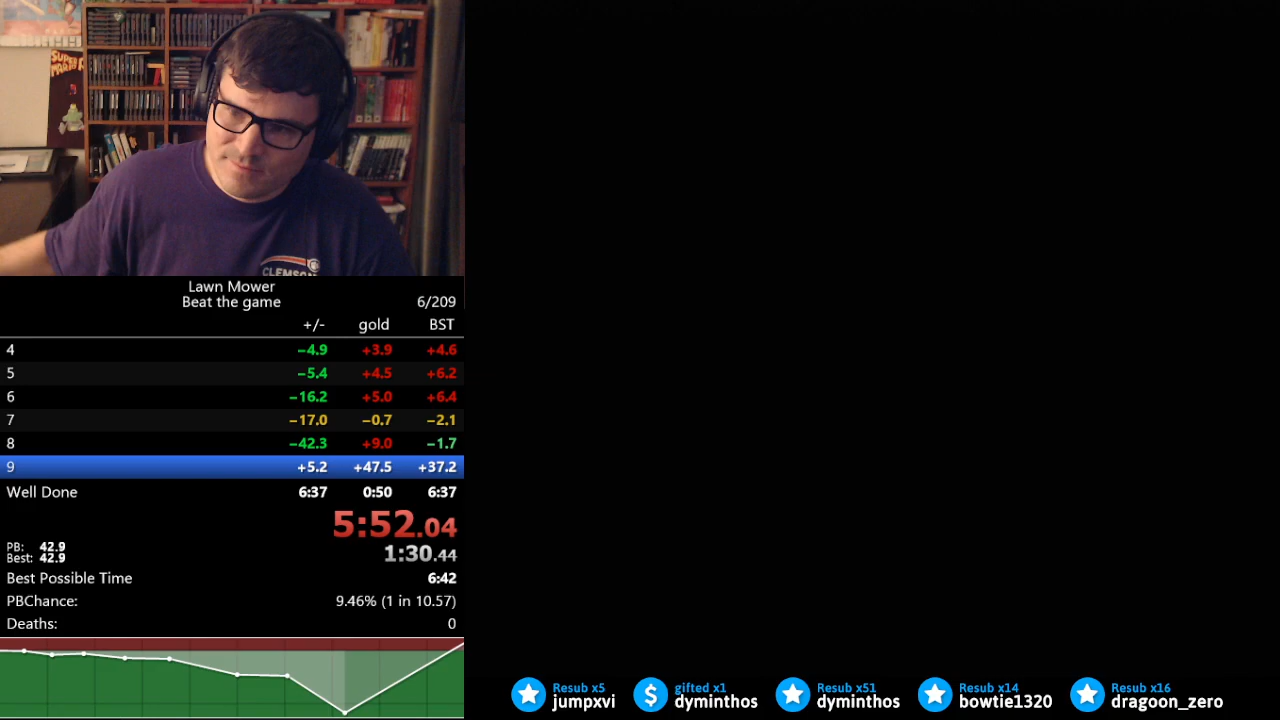 SUPER
MARIO
CLEMSON
Lawn Mower
Beat the game
6/209
+/- gold BST
4 −4.9 +3.9 +4.6
5 −5.4 +4.5 +6.2
6 −16.2 +5.0 +6.4
7 −17.0 −0.7 −2.1
8 −42.3 +9.0 −1.7
9 +5.2 +47.5 +37.2
Well Done 6:37 0:50 6:37
5:52.04
PB: 42.9
Best: 42.9
1:30.44
Best Possible Time 6:42
PBChance: 9.46% (1 in 10.57)
Deaths: 0
Resub x5
jumpxvi
gifted x1
dyminthos
Resub x51
dyminthos
Resub x14
bowtie1320
Resub x16
dragoon_zero